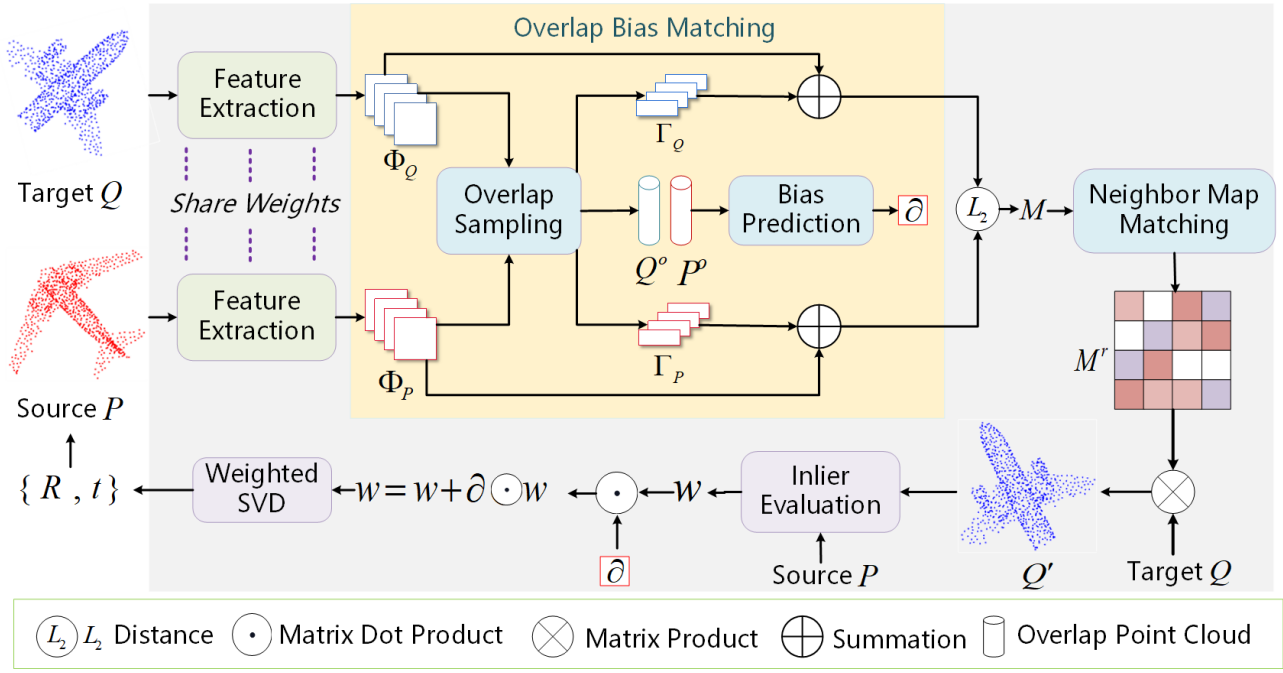 Overlap Bias Matching
Feature
Extraction
Φ_Q
Target Q
Share Weights
Overlap
Sampling
Γ_Q
Q^o P^o
Bias
Prediction
∂
L_2
M
Neighbor Map
Matching
Feature
Extraction
Φ_P
Γ_P
Source P
M^r
{ R , t }
Weighted
SVD
w = w + ∂ ⊙ w
∂
w
Inlier
Evaluation
Source P
Q′
Target Q
L_2 L_2 Distance
Matrix Dot Product
Matrix Product
Summation
Overlap Point Cloud